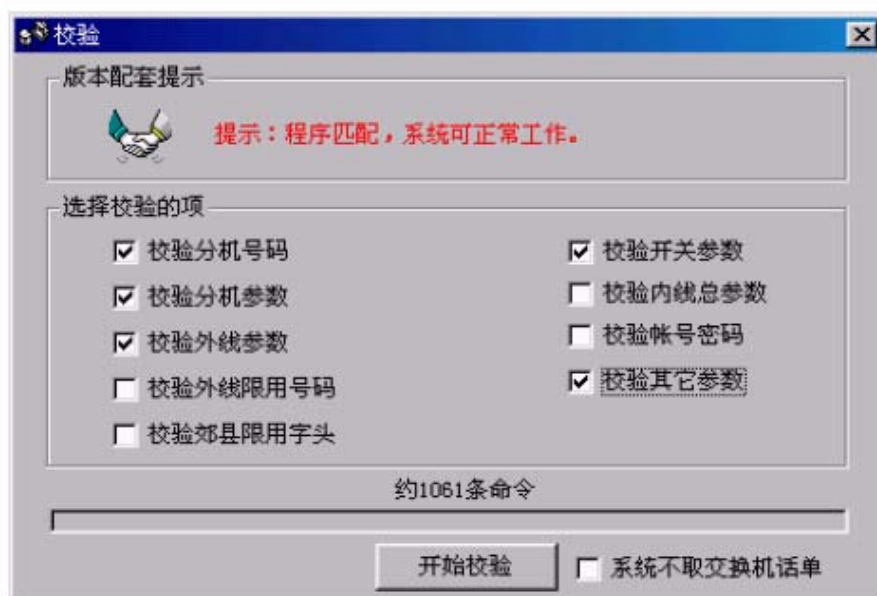 校验
版本配套提示
提示：程序匹配，系统可正常工作。
选择校验的项
校验分机号码
校验分机参数
校验外线参数
校验外线限用号码
校验郊县限用字头
校验开关参数
校验内线总参数
校验帐号密码
校验其它参数
约1061条命令
开始校验
系统不取交换机话单